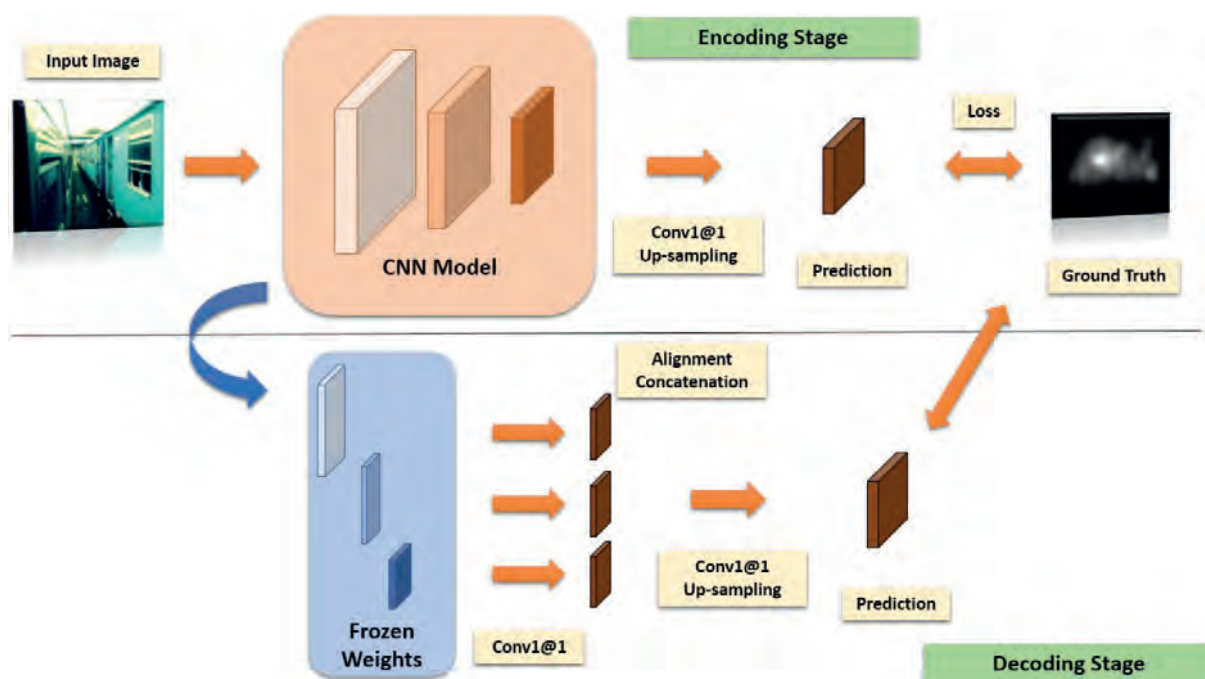 Encoding Stage
Input Image
Loss
CNN Model
Conv1@1
Up-sampling
Prediction
Ground Truth
Alignment
Concatenation
Frozen
Weights
Conv1@1
Conv1@1
Up-sampling
Prediction
Decoding Stage